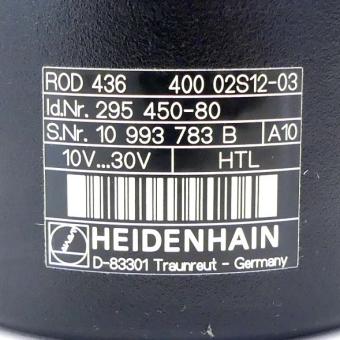 ROD 436 400 02S12-03
Id.Nr. 295 450-80
S.Nr. 10 993 783 B A10
10V...30V HTL
HEIDENHAIN
D-83301 Traunreut - Germany